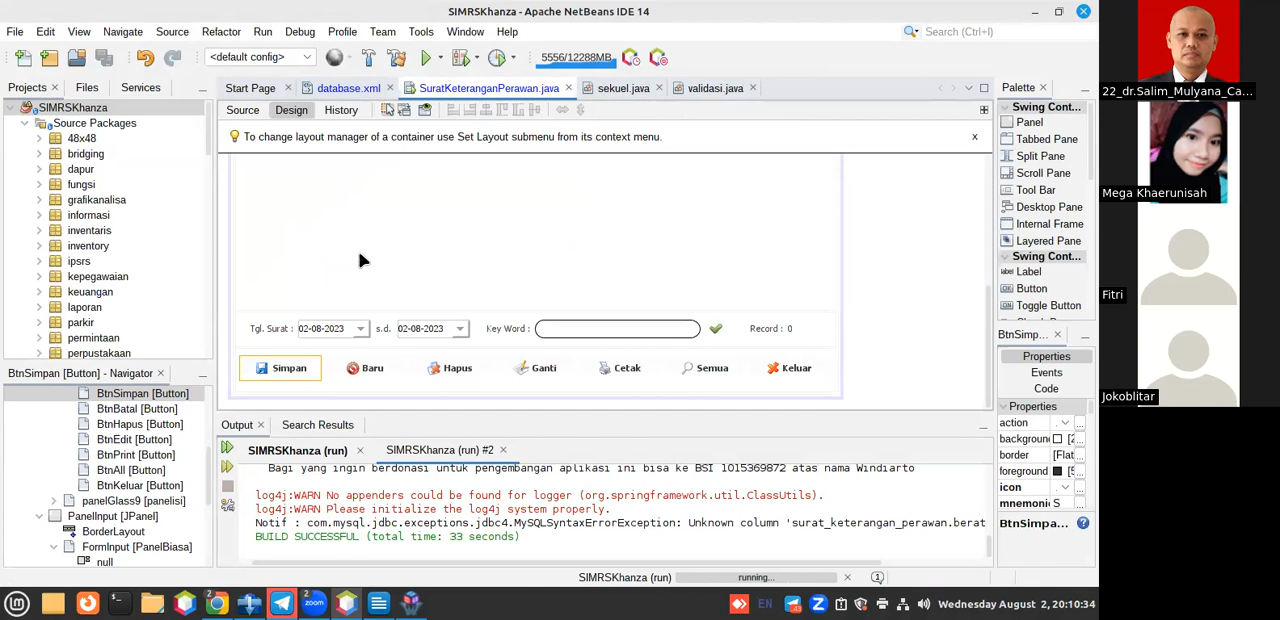 SIMRSKhanza - Apache NetBeans IDE 14
File Edit View Navigate Source Refactor Run Debug Profile Team Tools Window Help
Search (Ctrl+I)
<default config>
5556/12288MB
Projects Files Services
Start Page database.xml SuratKeteranganPerawan.java sekuel.java validasi.java
Source Design History
To change layout manager of a container use Set Layout submenu from its context menu. x
SIMRSKhanza
Source Packages
48x48
bridging
dapur
fungsi
grafikanalisa
informasi
inventaris
inventory
ipsrs
kepegawaian
keuangan
laporan
parkir
permintaan
perpustakaan
BtnSimpan [Button] - Navigator
BtnSimpan [Button]
BtnBatal [Button]
BtnHapus [Button]
BtnEdit [Button]
BtnPrint [Button]
BtnAll [Button]
BtnKeluar [Button]
panelGlass9 [panelisi]
PanelInput [JPanel]
BorderLayout
FormInput [PanelBiasa]
null
Tgl. Surat : 02-08-2023 s.d. 02-08-2023 Key Word : Record : 0
Simpan Baru Hapus Ganti Cetak Semua Keluar
Output Search Results
SIMRSKhanza (run) SIMRSKhanza (run) #2
Bagi yang ingin berdonasi untuk pengembangan aplikasi ini bisa ke BSI 1015369872 atas nama Windiarto
log4j:WARN No appenders could be found for logger (org.springframework.util.ClassUtils).
log4j:WARN Please initialize the log4j system properly.
Notif : com.mysql.jdbc.exceptions.jdbc4.MySQLSyntaxErrorException: Unknown column 'surat_keterangan_perawan.berat
BUILD SUCCESSFUL (total time: 33 seconds)
SIMRSKhanza (run) running... 1
Palette
Swing Cont...
Panel
Tabbed Pane
Split Pane
Scroll Pane
Tool Bar
Desktop Pane
Internal Frame
Layered Pane
Swing Cont...
Label
Button
Toggle Button
BtnSimp...
Properties
Events
Code
Properties
action
background
border [Flat
foreground
icon
mnemonic S
BtnSimpa...
zoom
EN
Wednesday August 2, 20:10:34
22_dr.Salim_Mulyana_Ca...
Mega Khaerunisah
Fitri
Jokoblitar